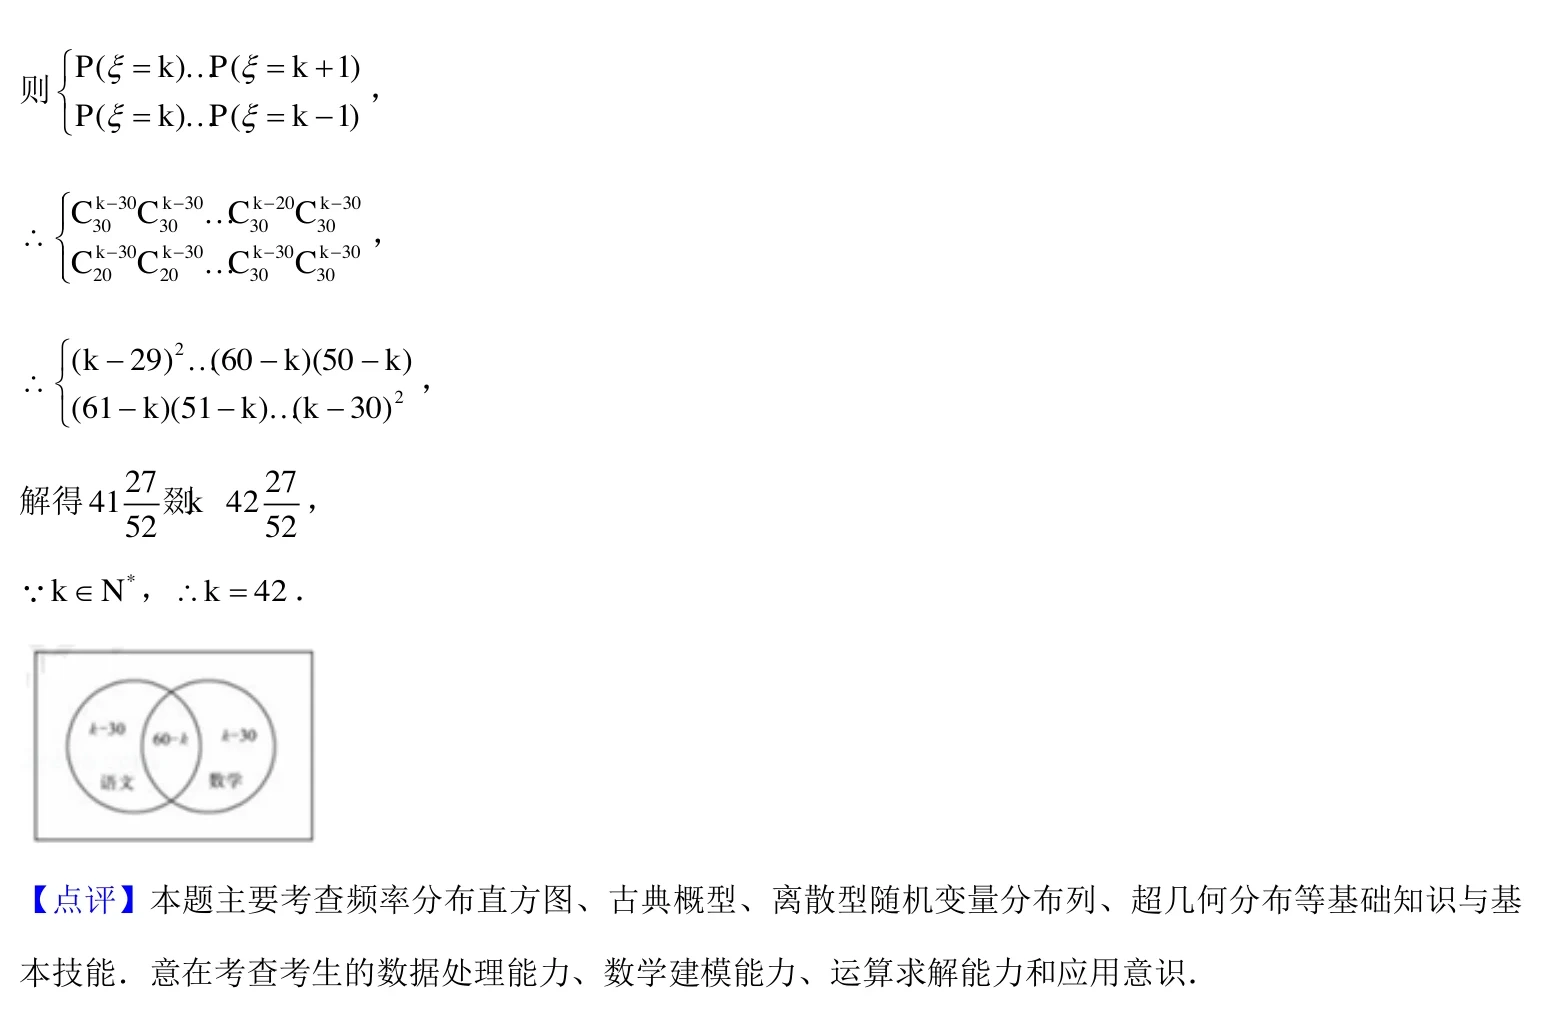 则 { P(ξ=k)…P(ξ=k+1)
P(ξ=k)…P(ξ=k−1) ，
∴ { C_{30}^{k−30}C_{30}^{k−30}…C_{30}^{k−20}C_{30}^{k−30}
C_{20}^{k−30}C_{20}^{k−30}…C_{30}^{k−30}C_{30}^{k−30} ，
∴ { (k−29)²…(60−k)(50−k)
(61−k)(51−k)…(k−30)² ，
解得 41 27/52 剟k 42 27/52 ，
∵k∈N*，∴k=42．
k−30 60−k k−30
语文 数学
【点评】本题主要考查频率分布直方图、古典概型、离散型随机变量分布列、超几何分布等基础知识与基
本技能．意在考查考生的数据处理能力、数学建模能力、运算求解能力和应用意识．